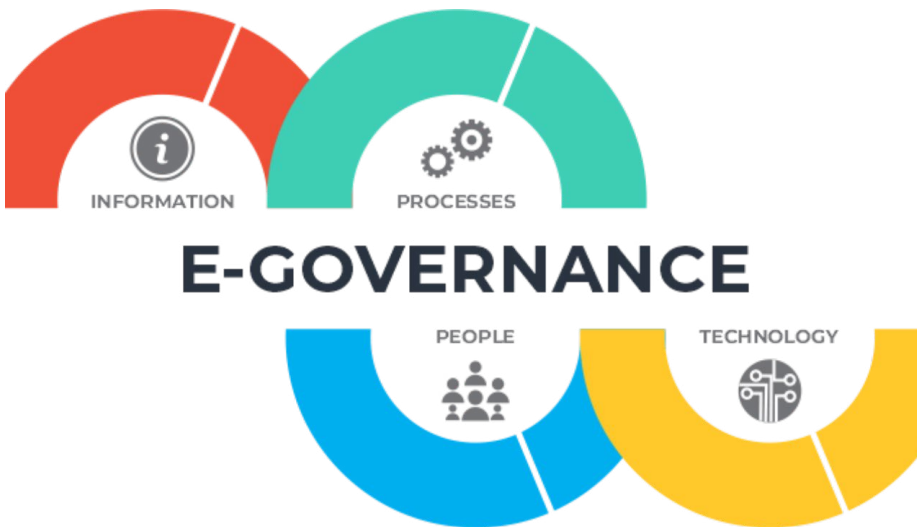 INFORMATION
PROCESSES
E-GOVERNANCE
PEOPLE
TECHNOLOGY